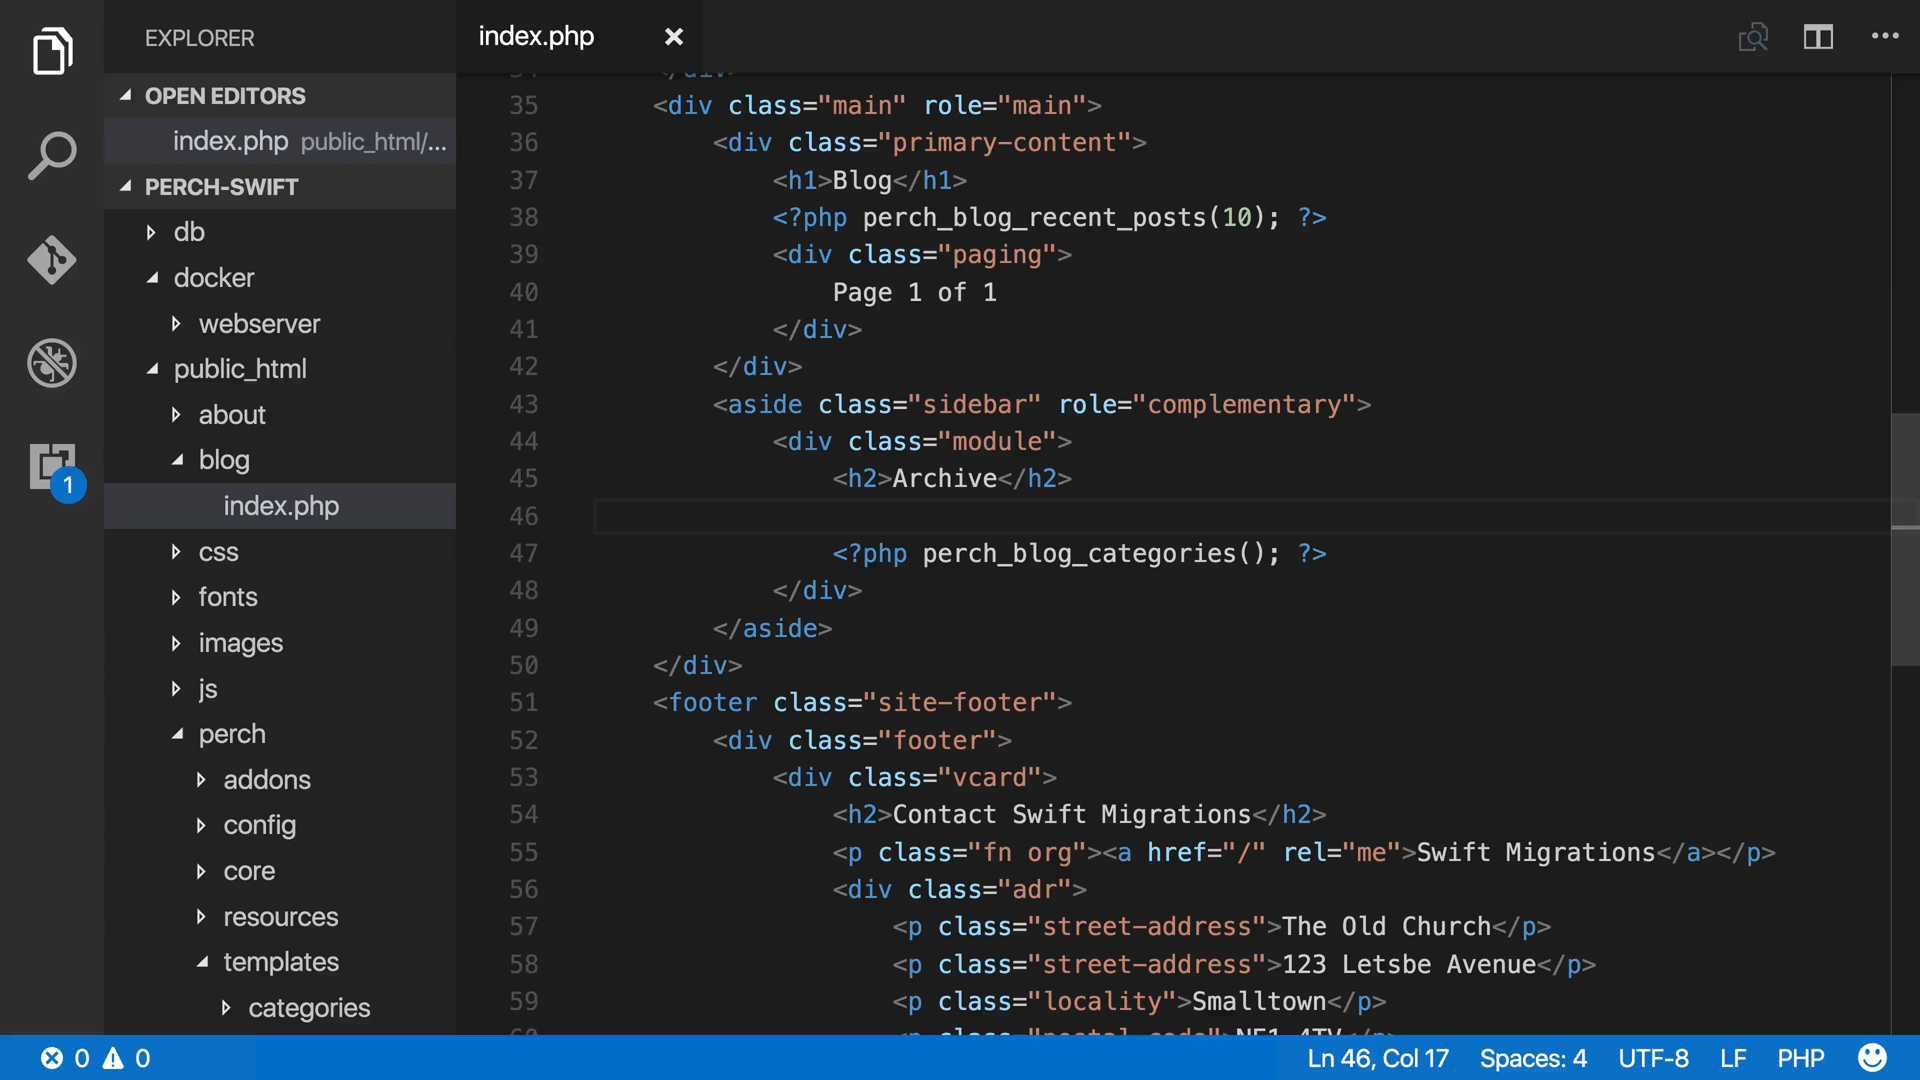 EXPLORER
OPEN EDITORS
index.php public_html/...
PERCH-SWIFT
db
docker
webserver
public_html
about
blog
index.php
css
fonts
images
js
perch
addons
config
core
resources
templates
categories
1
index.php
35 <div class="main" role="main">
36 <div class="primary-content">
37 <h1>Blog</h1>
38 <?php perch_blog_recent_posts(10); ?>
39 <div class="paging">
40 Page 1 of 1
41 </div>
42 </div>
43 <aside class="sidebar" role="complementary">
44 <div class="module">
45 <h2>Archive</h2>
46
47 <?php perch_blog_categories(); ?>
48 </div>
49 </aside>
50 </div>
51 <footer class="site-footer">
52 <div class="footer">
53 <div class="vcard">
54 <h2>Contact Swift Migrations</h2>
55 <p class="fn org"><a href="/" rel="me">Swift Migrations</a></p>
56 <div class="adr">
57 <p class="street-address">The Old Church</p>
58 <p class="street-address">123 Letsbe Avenue</p>
59 <p class="locality">Smalltown</p>
0 0 Ln 46, Col 17 Spaces: 4 UTF-8 LF PHP